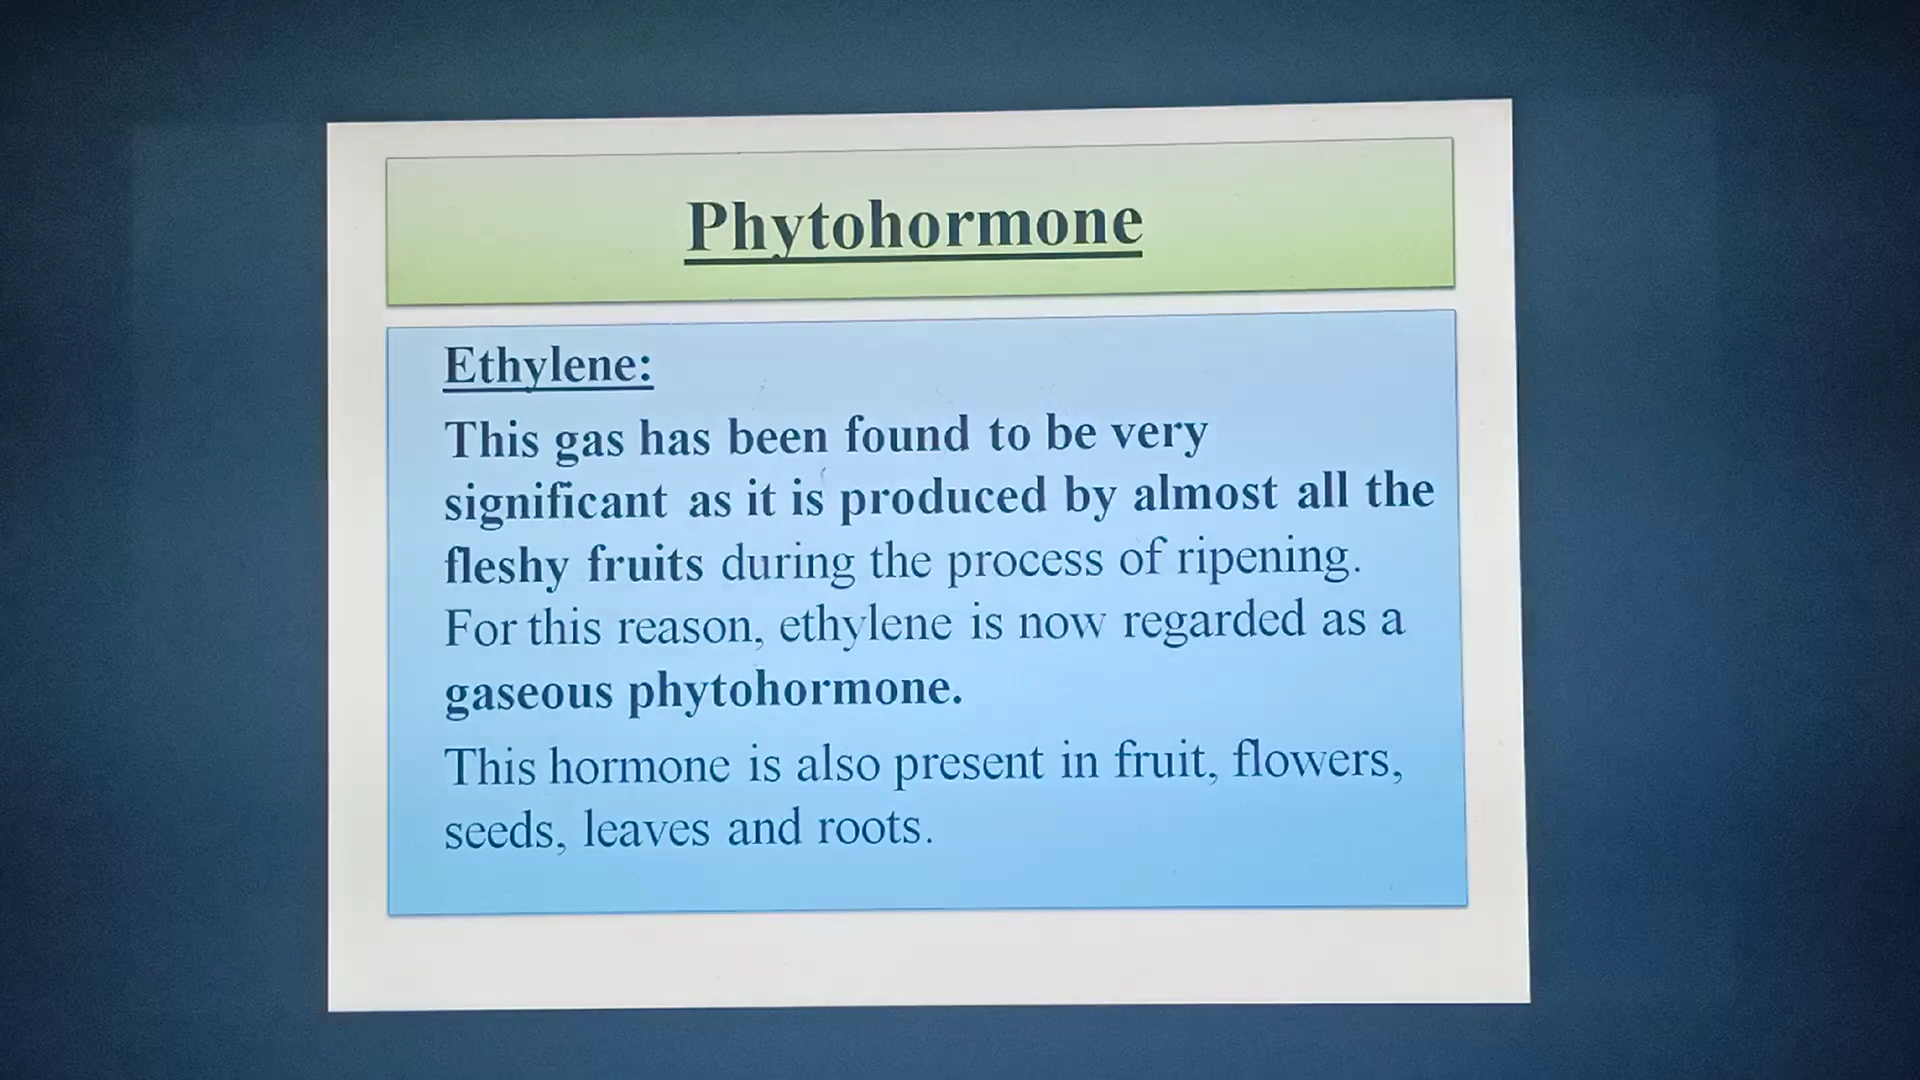 Phytohormone
Ethylene:
This gas has been found to be very
significant as it is produced by almost all the
fleshy fruits during the process of ripening.
For this reason, ethylene is now regarded as a
gaseous phytohormone.
This hormone is also present in fruit, flowers,
seeds, leaves and roots.